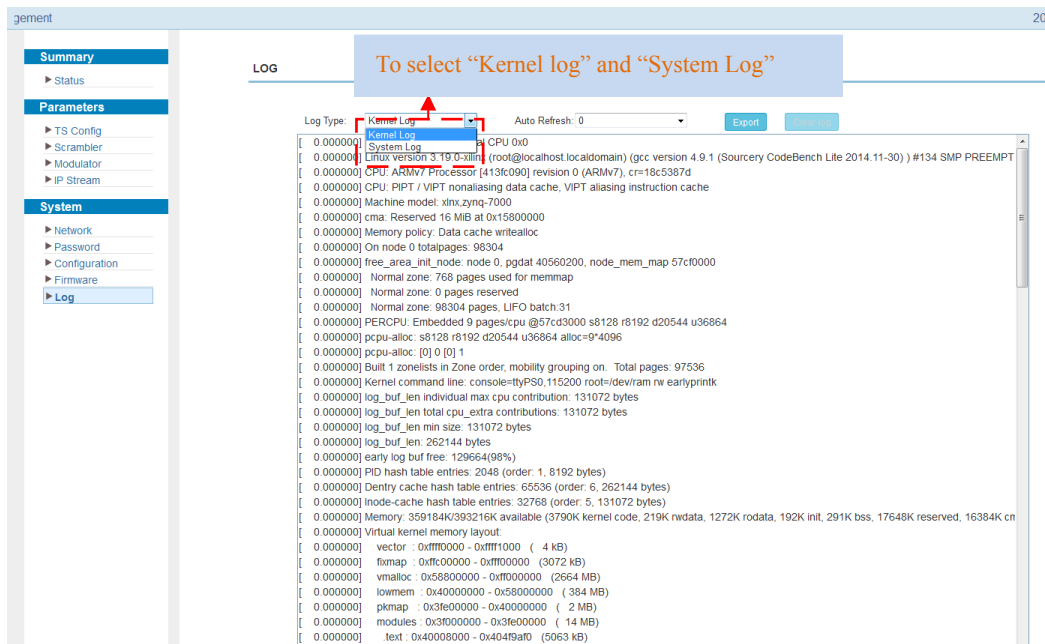 gement
20
Summary
Status
Parameters
TS Config
Scrambler
Modulator
IP Stream
System
Network
Password
Configuration
Firmware
Log
LOG
To select “Kernel log” and “System Log”
Log Type: Kernel Log Auto Refresh: 0 Export
Kernel Log
System Log
[ 0.000000] al CPU 0x0
[ 0.000000] Linux version 3.19.0-xilinx (root@localhost.localdomain) (gcc version 4.9.1 (Sourcery CodeBench Lite 2014.11-30) ) #134 SMP PREEMPT
[ 0.000000] CPU: ARMv7 Processor [413fc090] revision 0 (ARMv7), cr=18c5387d
[ 0.000000] CPU: PIPT / VIPT nonaliasing data cache, VIPT aliasing instruction cache
[ 0.000000] Machine model: xlnx,zynq-7000
[ 0.000000] cma: Reserved 16 MiB at 0x15800000
[ 0.000000] Memory policy: Data cache writealloc
[ 0.000000] On node 0 totalpages: 98304
[ 0.000000] free_area_init_node: node 0, pgdat 40560200, node_mem_map 57cf0000
[ 0.000000] Normal zone: 768 pages used for memmap
[ 0.000000] Normal zone: 0 pages reserved
[ 0.000000] Normal zone: 98304 pages, LIFO batch:31
[ 0.000000] PERCPU: Embedded 9 pages/cpu @57cd3000 s8128 r8192 d20544 u36864
[ 0.000000] pcpu-alloc: s8128 r8192 d20544 u36864 alloc=9*4096
[ 0.000000] pcpu-alloc: [0] 0 [0] 1
[ 0.000000] Built 1 zonelists in Zone order, mobility grouping on. Total pages: 97536
[ 0.000000] Kernel command line: console=ttyPS0,115200 root=/dev/ram rw earlyprintk
[ 0.000000] log_buf_len individual max cpu contribution: 131072 bytes
[ 0.000000] log_buf_len total cpu_extra contributions: 131072 bytes
[ 0.000000] log_buf_len min size: 131072 bytes
[ 0.000000] log_buf_len: 262144 bytes
[ 0.000000] early log buf free: 129664(98%)
[ 0.000000] PID hash table entries: 2048 (order: 1, 8192 bytes)
[ 0.000000] Dentry cache hash table entries: 65536 (order: 6, 262144 bytes)
[ 0.000000] Inode-cache hash table entries: 32768 (order: 5, 131072 bytes)
[ 0.000000] Memory: 359184K/393216K available (3790K kernel code, 219K rwdata, 1272K rodata, 192K init, 291K bss, 17648K reserved, 16384K cm
[ 0.000000] Virtual kernel memory layout:
[ 0.000000] vector : 0xffff0000 - 0xffff1000 ( 4 kB)
[ 0.000000] fixmap : 0xffc00000 - 0xfff00000 (3072 kB)
[ 0.000000] vmalloc : 0x58800000 - 0xff000000 (2664 MB)
[ 0.000000] lowmem : 0x40000000 - 0x58000000 ( 384 MB)
[ 0.000000] pkmap : 0x3fe00000 - 0x40000000 ( 2 MB)
[ 0.000000] modules : 0x3f000000 - 0x3fe00000 ( 14 MB)
[ 0.000000] .text : 0x40008000 - 0x404f9af0 (5063 kB)